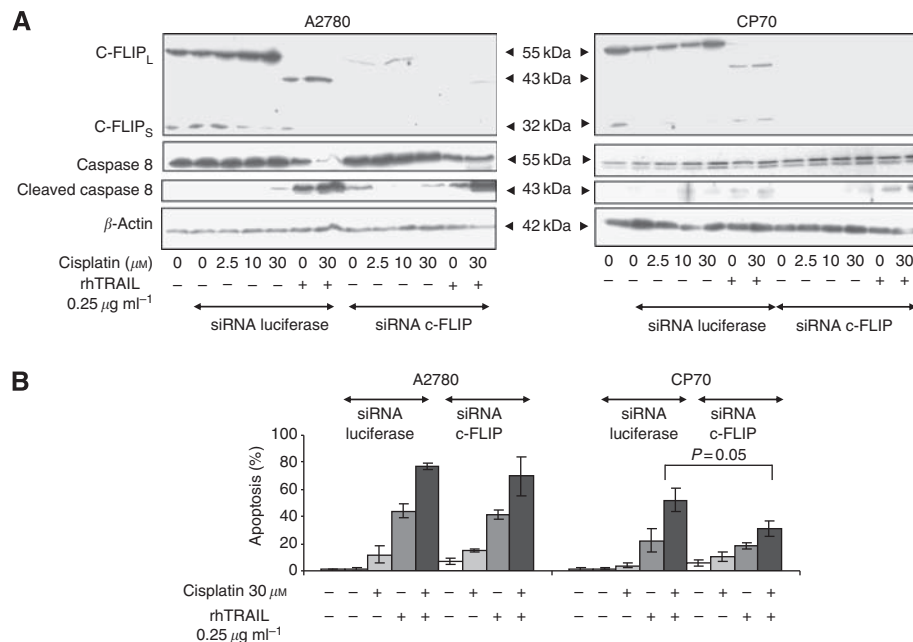 A
A2780
CP70
C-FLIPL
C-FLIPS
Caspase 8
Cleaved caspase 8
β-Actin
55 kDa
43 kDa
32 kDa
55 kDa
43 kDa
42 kDa
Cisplatin (μM) 0 0 2.5 10 30 0 30 0 2.5 10 30 0 30 0 0 2.5 10 30 0 30 0 2.5 10 30 0 30
rhTRAIL – – – – – + + – – – – + + – – – – – + + – – – – + +
0.25 μg ml–1
siRNA luciferase siRNA c-FLIP siRNA luciferase siRNA c-FLIP
B
A2780 CP70
siRNA luciferase
siRNA c-FLIP
siRNA luciferase
siRNA c-FLIP
P=0.05
Apoptosis (%)
100
80
60
40
20
0
Cisplatin 30 μM – – + – + – + – + – – + – + – + – +
rhTRAIL – – – + + – – + + – – – + + – – + +
0.25 μg ml–1